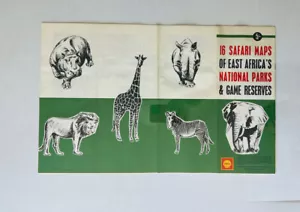 16 SAFARI MAPS
OF EAST AFRICA'S
NATIONAL PARKS
& GAME RESERVES